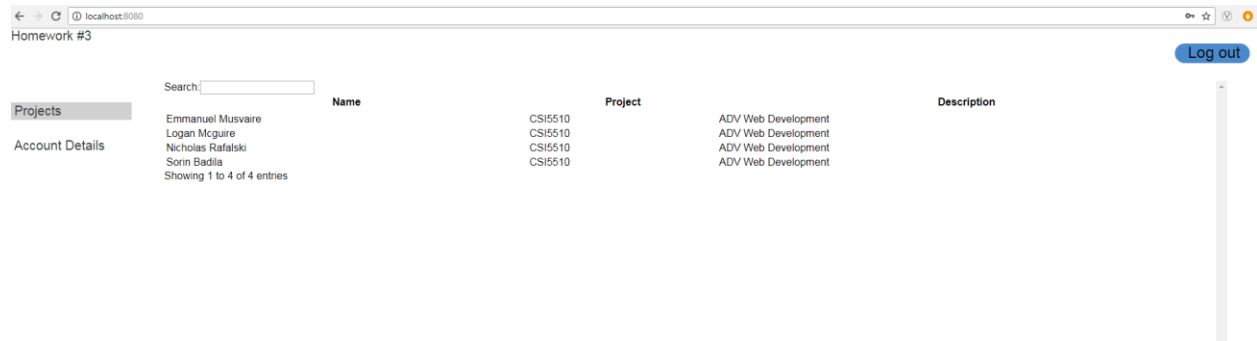 localhost:8080
Homework #3
Log out
Search:
Projects
Account Details
Name Project Description
Emmanuel Musvaire CSI5510 ADV Web Development
Logan Mcguire CSI5510 ADV Web Development
Nicholas Rafalski CSI5510 ADV Web Development
Sorin Badila CSI5510 ADV Web Development
Showing 1 to 4 of 4 entries